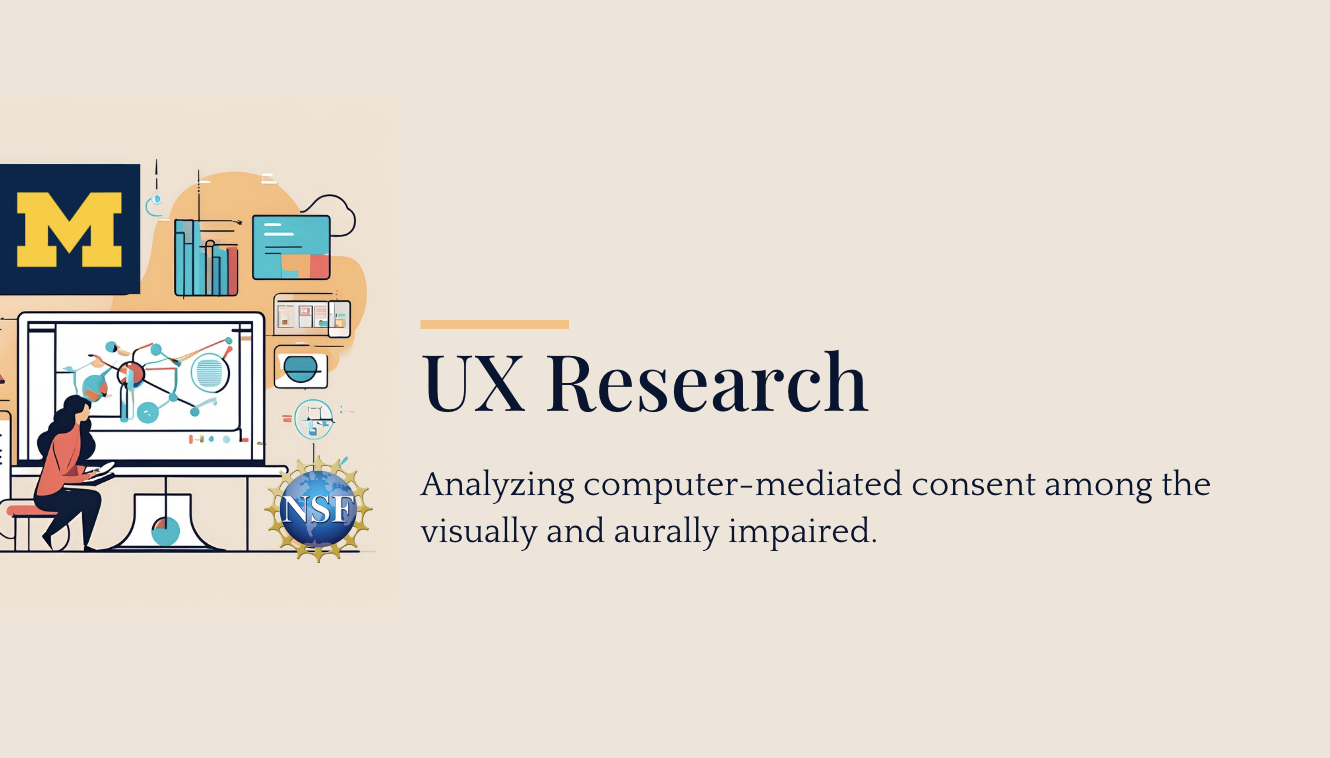 M
NSF
UX Research
Analyzing computer-mediated consent among the
visually and aurally impaired.